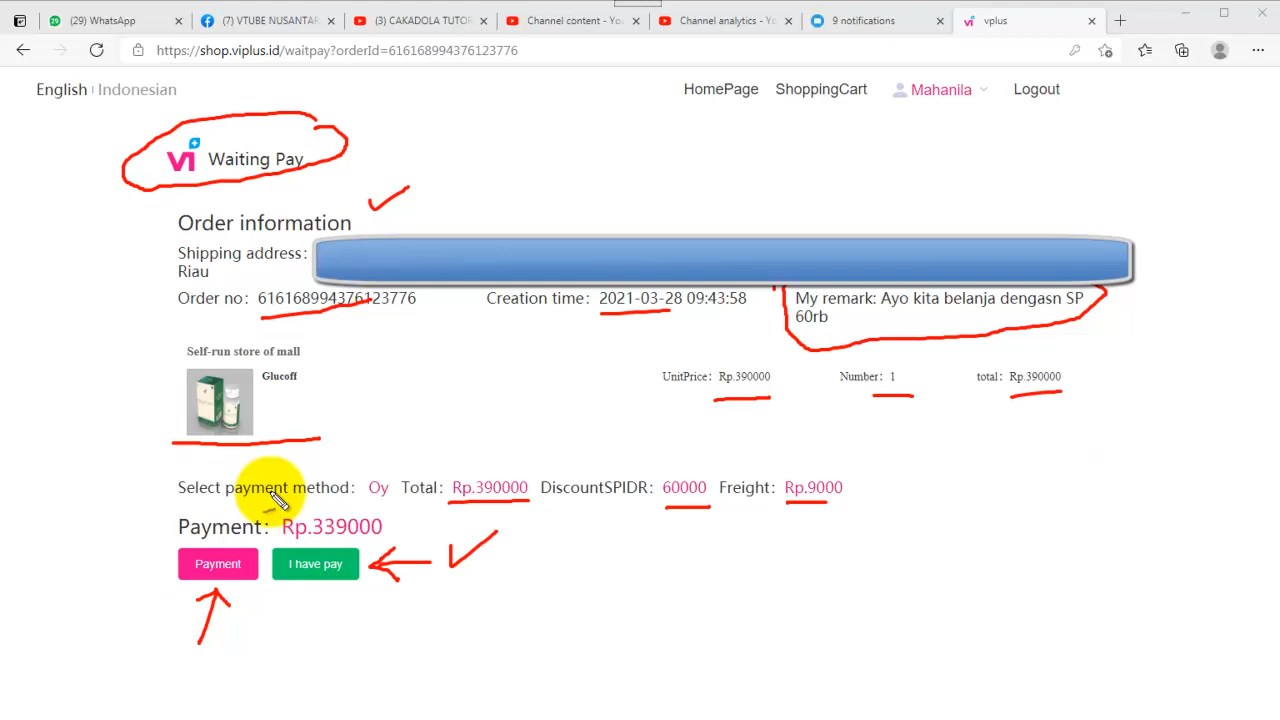 (29) WhatsApp
(7) VTUBE NUSANTAR
(3) CAKADOLA TUTOR
Channel content - Yo
Channel analytics - Yo
9 notifications
vplus
https://shop.viplus.id/waitpay?orderId=616168994376123776
English | Indonesian
HomePage ShoppingCart Mahanila Logout
VI Waiting Pay
Order information
Shipping address:
Riau
Order no: 616168994376123776 Creation time: 2021-03-28 09:43:58 My remark: Ayo kita belanja dengasn SP
60rb
Self-run store of mall
Glucoff UnitPrice: Rp.390000 Number: 1 total: Rp.390000
Select payment method: Oy Total: Rp.390000 DiscountSPIDR: 60000 Freight: Rp.9000
Payment: Rp.339000
Payment I have pay